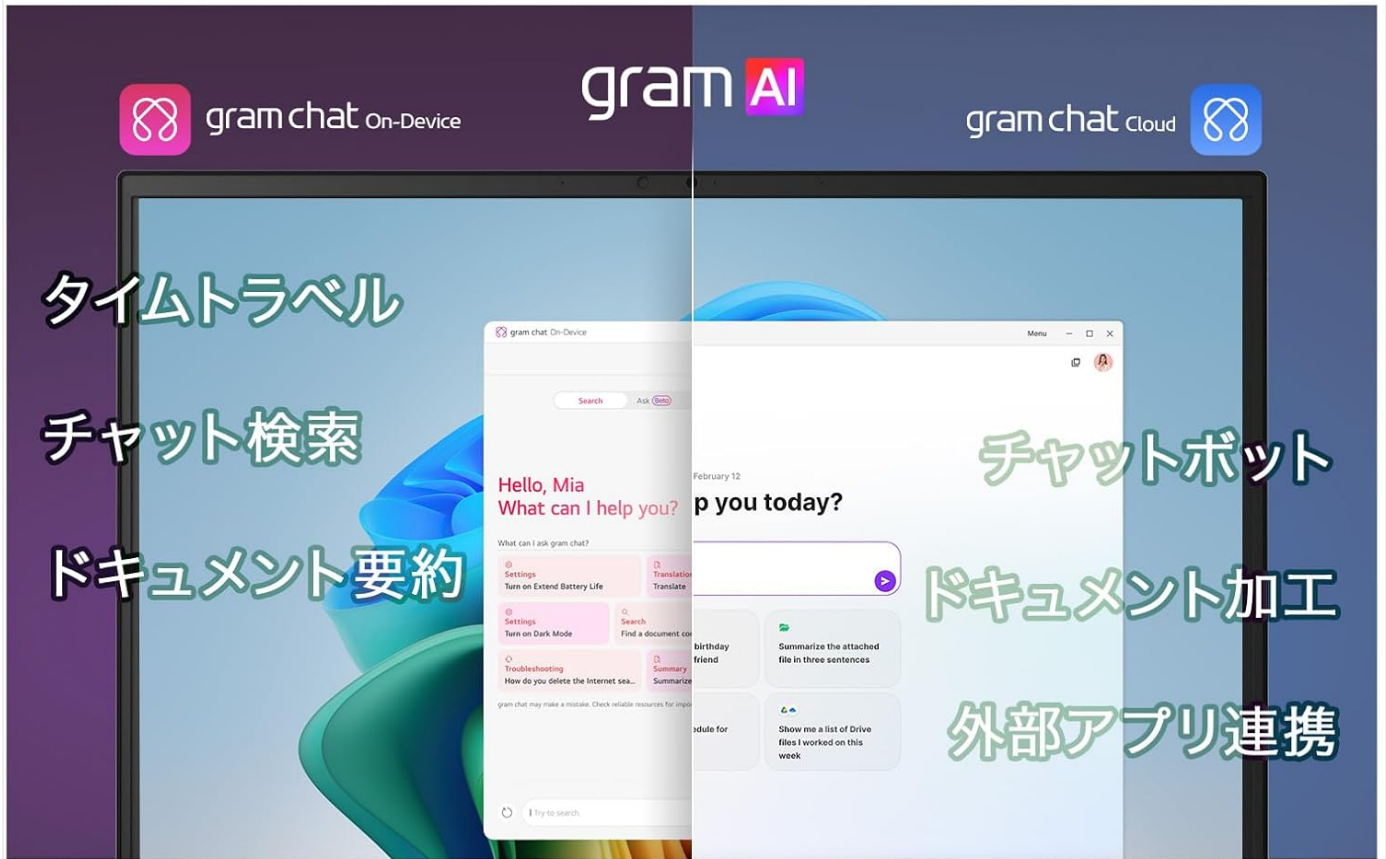 gram AI
gram chat On-Device
gram chat Cloud
タイムトラベル
チャット検索
ドキュメント要約
gram chat On-Device
Search
Ask Beta
Hello, Mia
What can I help you?
What can I ask gram chat?
Settings
Turn on Extend Battery Life
Translation
Translate
Settings
Turn on Dark Mode
Search
Find a document
Troubleshooting
How do you delete the Internet sea...
Summary
Summarize
gram chat may make a mistake. Check reliable resources for
Try to search.
Menu
February 12
p you today?
birthday
friend
Summarize the attached
file in three sentences
edule for
Show me a list of Drive
files I worked on this
week
チャットボット
ドキュメント加工
外部アプリ連携